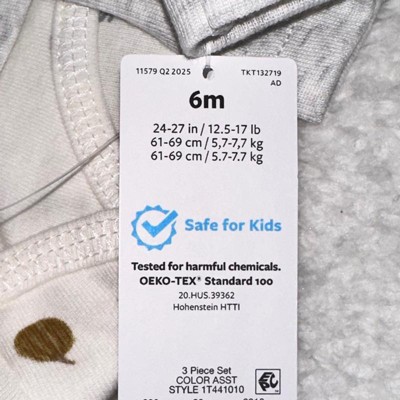 11579 Q2 2025 TKT132719
AD
6m
24-27 in / 12.5-17 lb
61-69 cm / 5,7-7,7 kg
61-69 cm / 5.7-7.7 kg
Safe for Kids
Tested for harmful chemicals.
OEKO-TEX® Standard 100
20.HUS.39362
Hohenstein HTTI
3 Piece Set
COLOR ASST
STYLE 1T441010